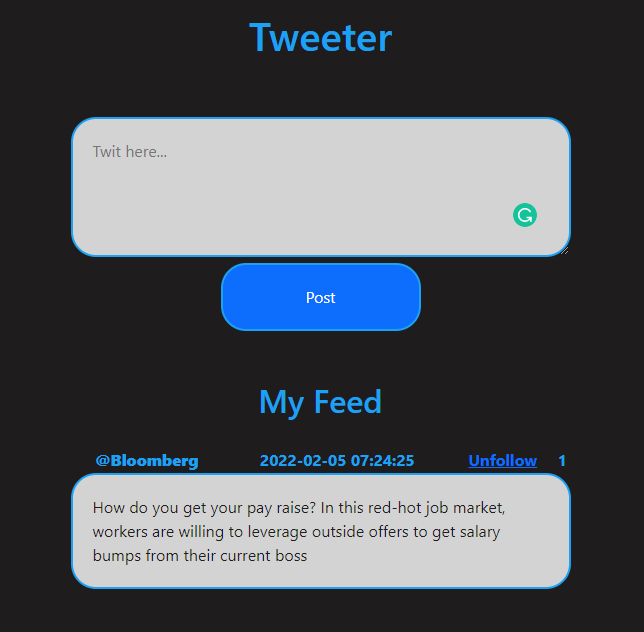 Tweeter
Twit here...
Post
My Feed
@Bloomberg 2022-02-05 07:24:25 Unfollow 1
How do you get your pay raise? In this red-hot job market,
workers are willing to leverage outside offers to get salary
bumps from their current boss